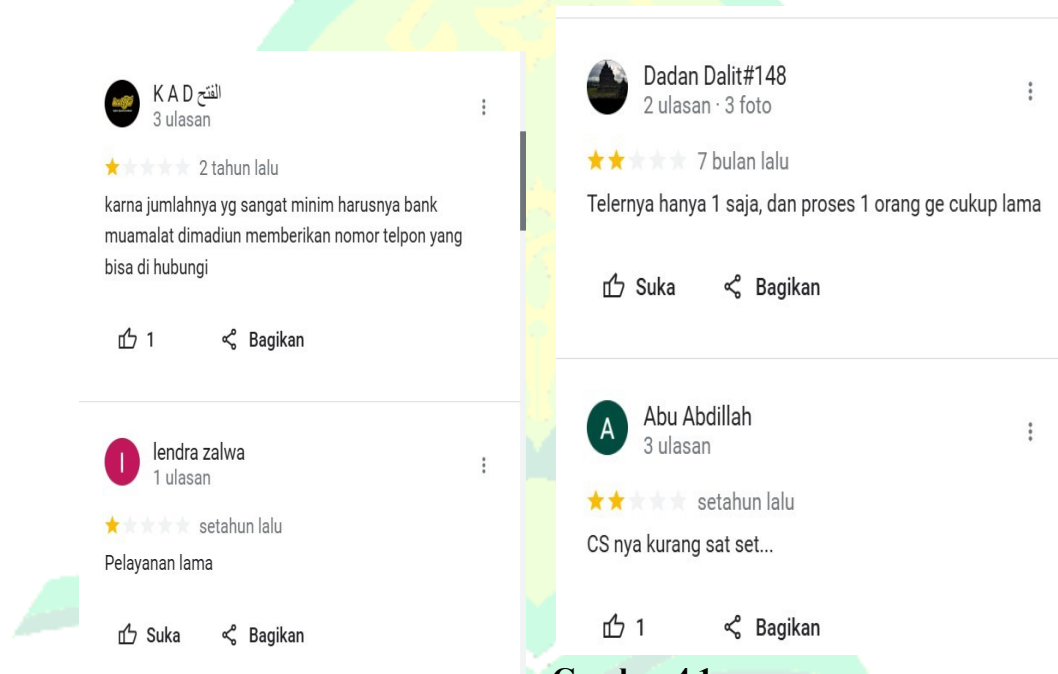 K A D الفتح
3 ulasan
2 tahun lalu
karna jumlahnya yg sangat minim harusnya bank
muamalat dimadiun memberikan nomor telpon yang
bisa di hubungi
1 Bagikan
lendra zalwa
1 ulasan
setahun lalu
Pelayanan lama
Suka Bagikan
Dadan Dalit#148
2 ulasan · 3 foto
7 bulan lalu
Telernya hanya 1 saja, dan proses 1 orang ge cukup lama
Suka Bagikan
A
Abu Abdillah
3 ulasan
setahun lalu
CS nya kurang sat set...
1 Bagikan